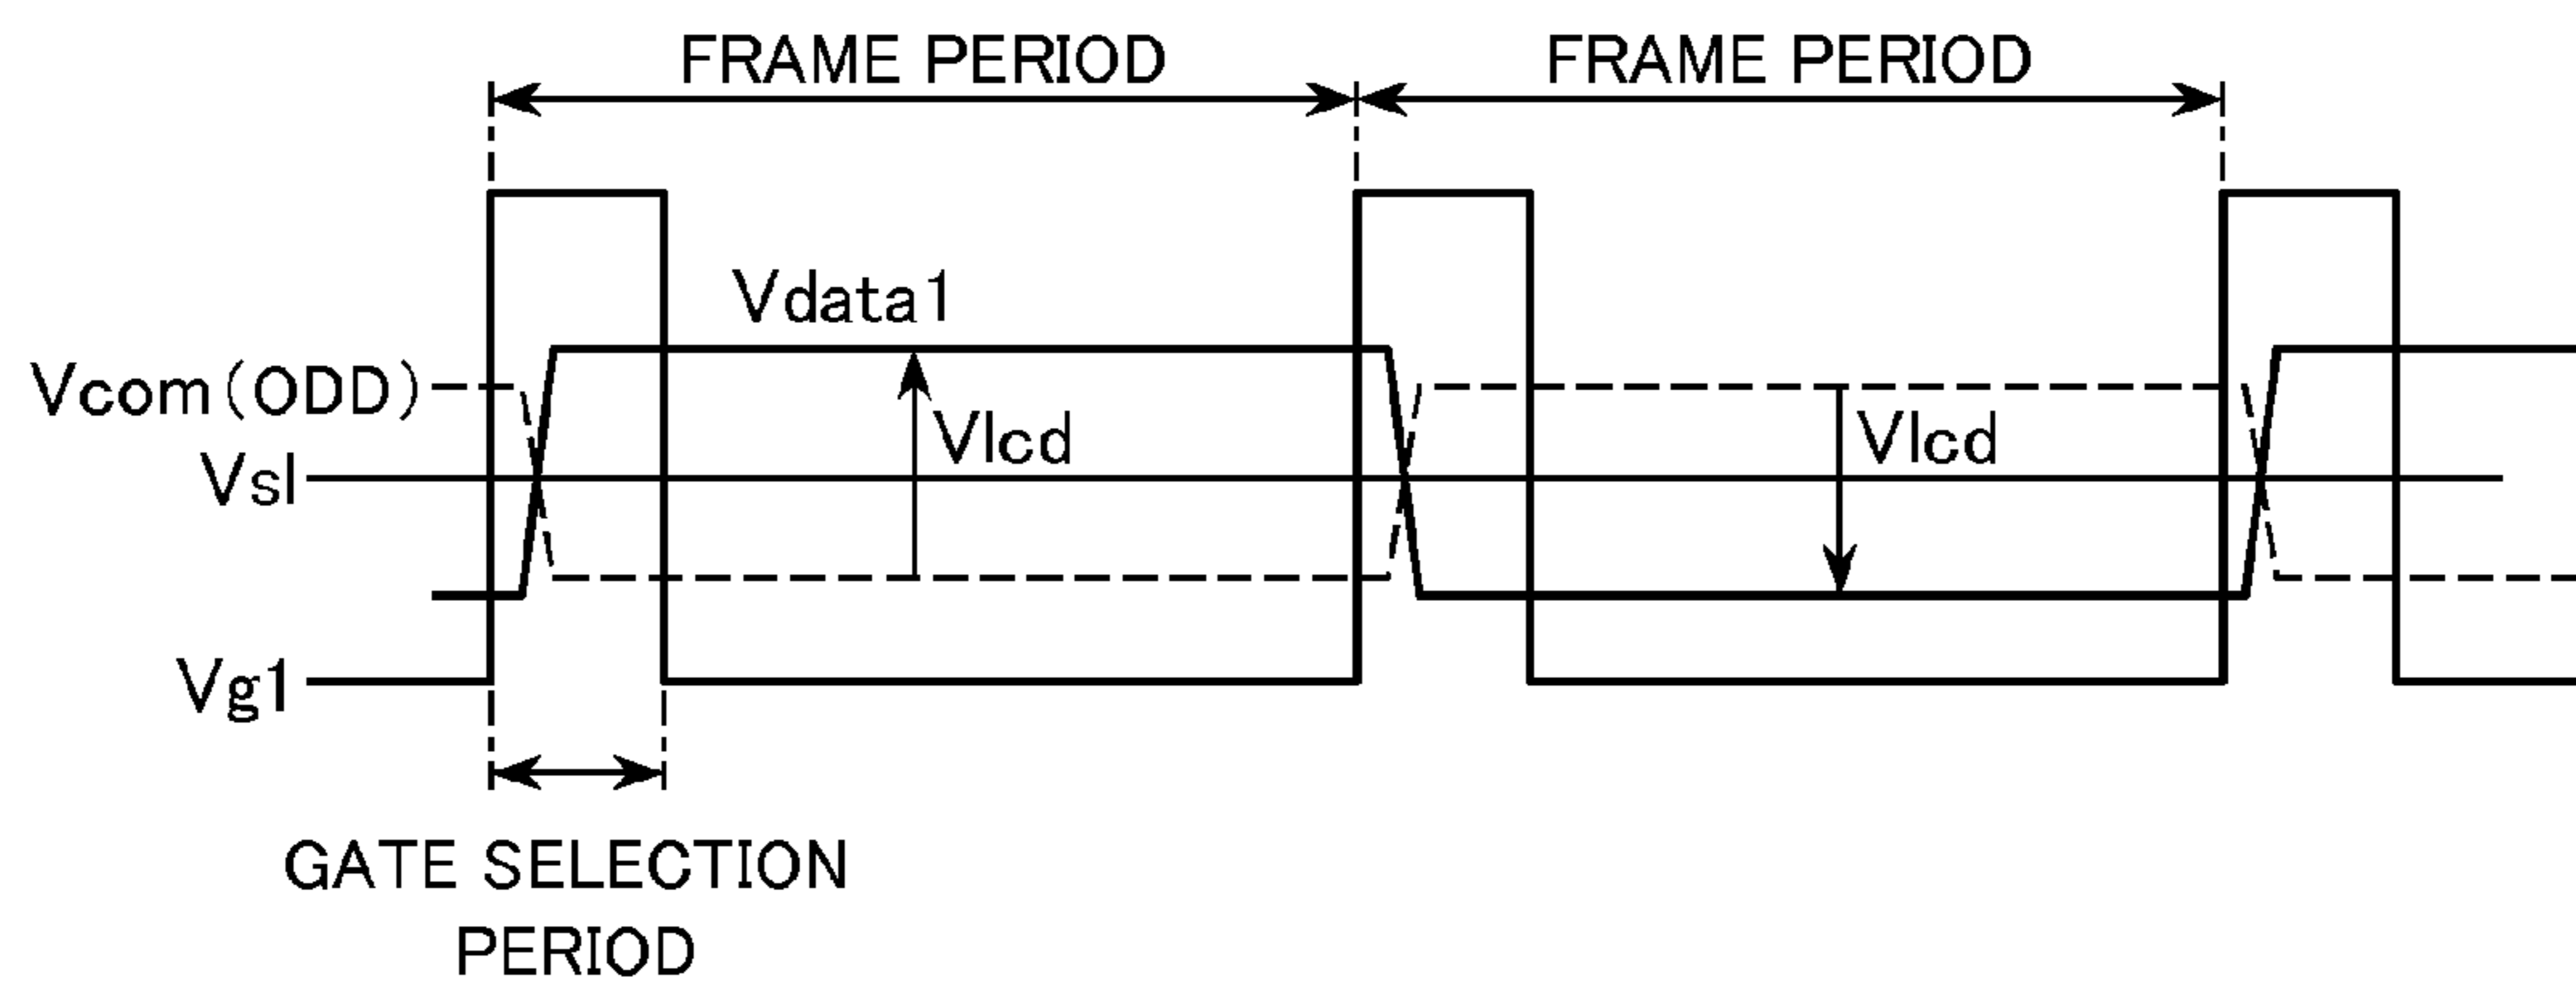 FRAME PERIOD FRAME PERIOD
Vdata1
Vcom(ODD)
Vlcd Vlcd
Vsl
Vg1
GATE SELECTION
PERIOD